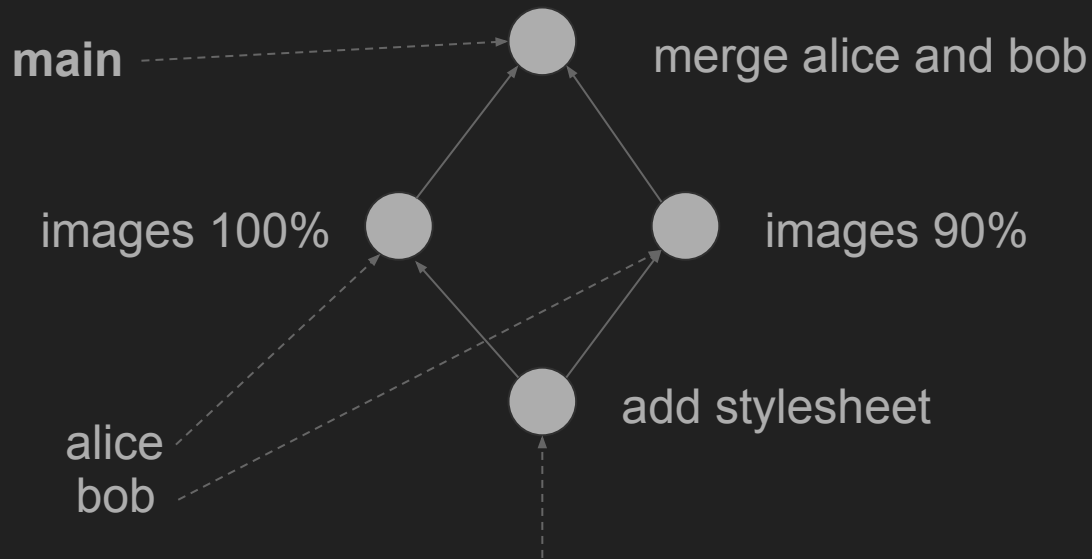 main
merge alice and bob
images 100%
images 90%
add stylesheet
alice
bob